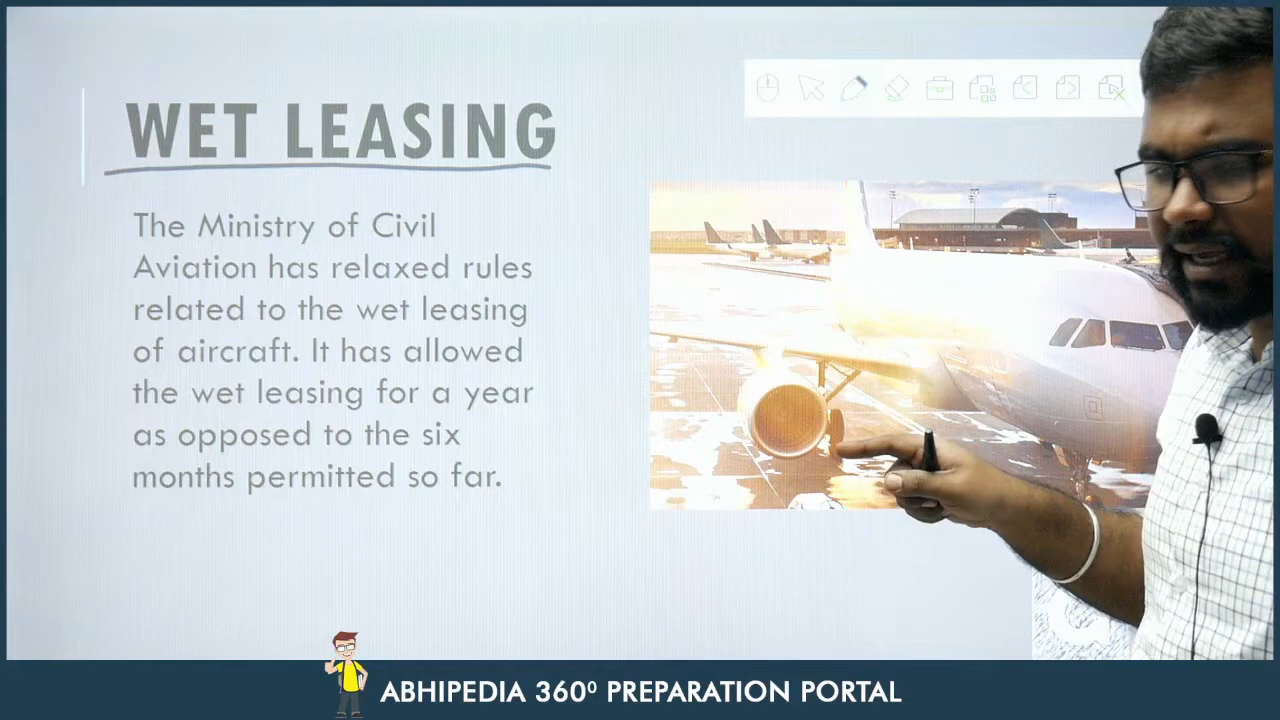 WET LEASING
The Ministry of Civil
Aviation has relaxed rules
related to the wet leasing
of aircraft. It has allowed
the wet leasing for a year
as opposed to the six
months permitted so far.
ABHIPEDIA 360⁰ PREPARATION PORTAL